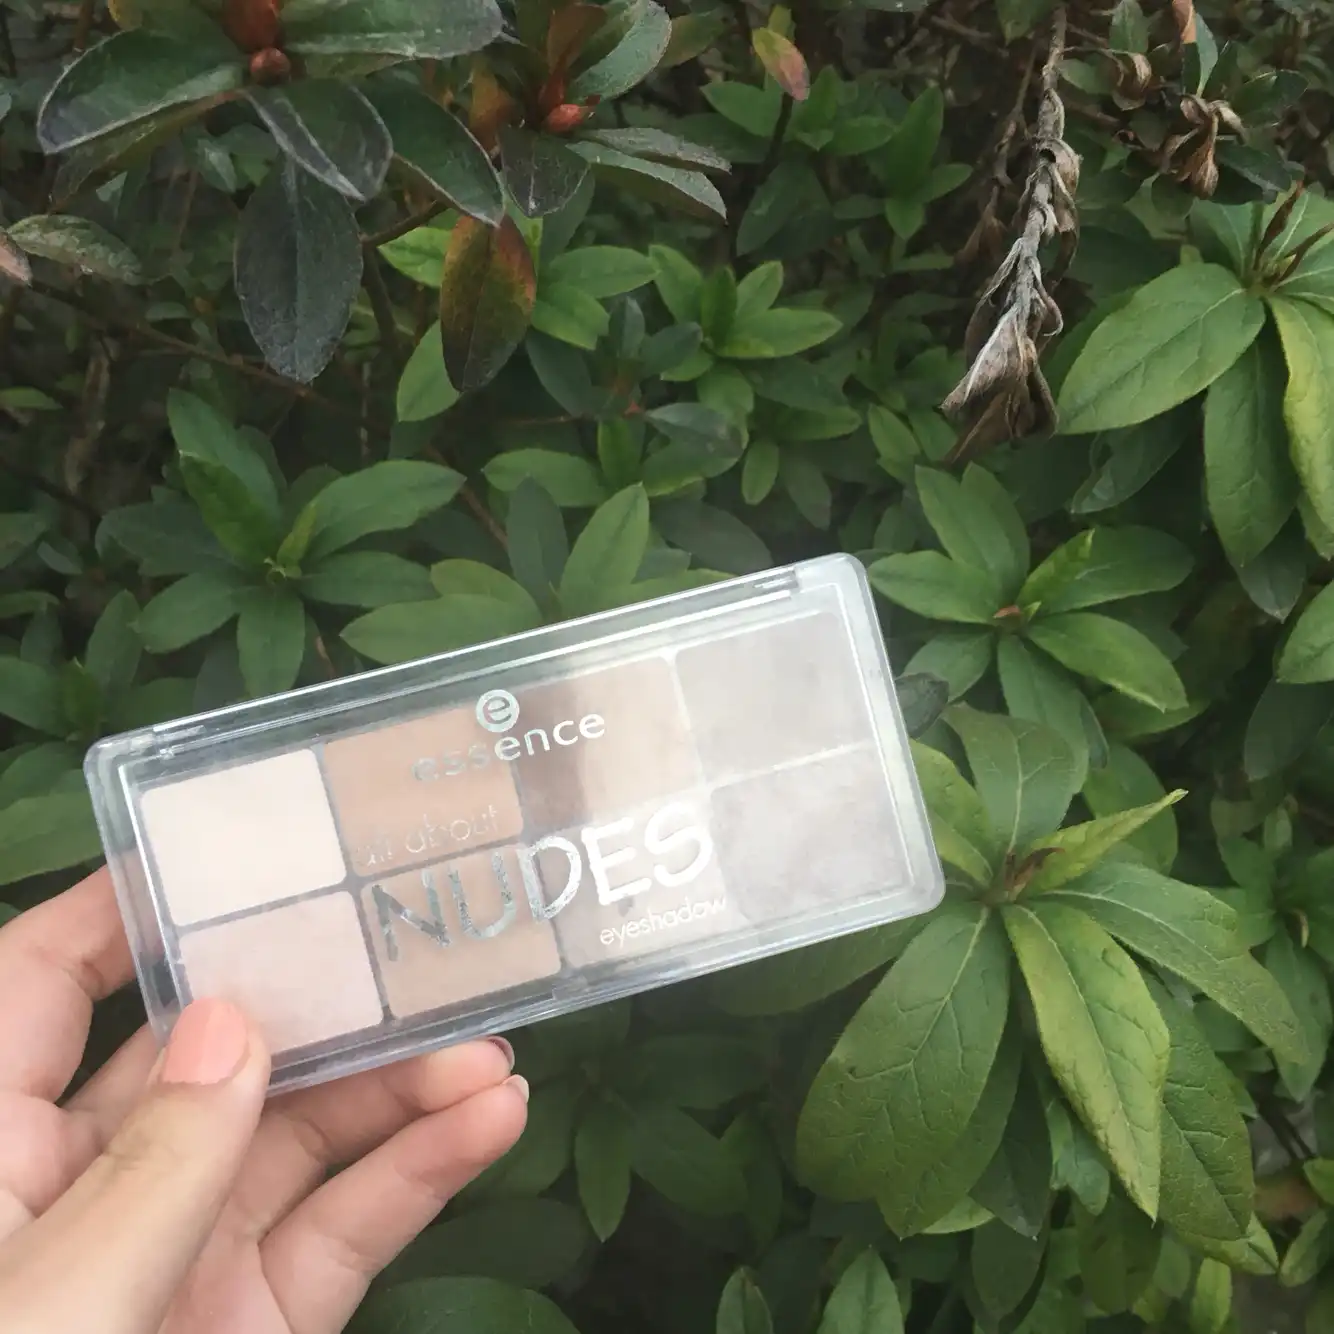 e
essence
all about
NUDES
eyeshadow